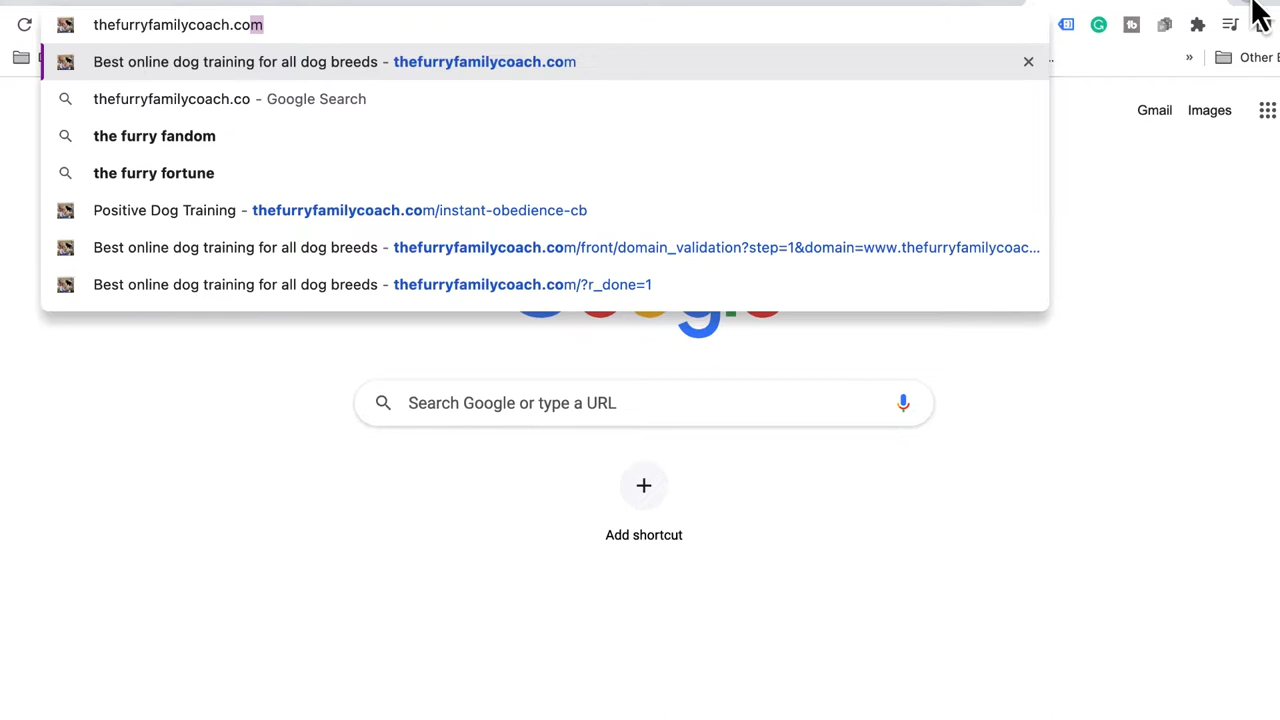 thefurryfamilycoach.com
Best online dog training for all dog breeds - thefurryfamilycoach.com
thefurryfamilycoach.co - Google Search
the furry fandom
the furry fortune
Positive Dog Training - thefurryfamilycoach.com/instant-obedience-cb
Best online dog training for all dog breeds - thefurryfamilycoach.com/front/domain_validation?step=1&domain=www.thefurryfamilycoac...
Best online dog training for all dog breeds - thefurryfamilycoach.com/?r_done=1
» Other
Gmail Images
Search Google or type a URL
Add shortcut